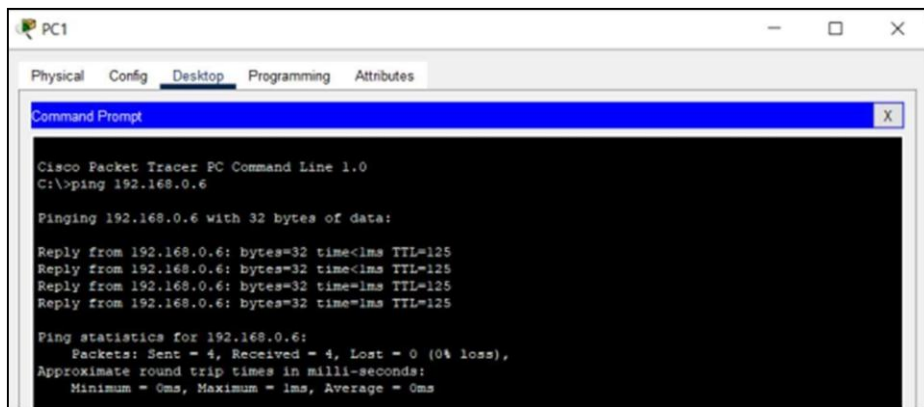 PC1
Physical Config Desktop Programming Attributes
Command Prompt X
Cisco Packet Tracer PC Command Line 1.0
C:\>ping 192.168.0.6
Pinging 192.168.0.6 with 32 bytes of data:
Reply from 192.168.0.6: bytes=32 time<1ms TTL=125
Reply from 192.168.0.6: bytes=32 time<1ms TTL=125
Reply from 192.168.0.6: bytes=32 time=1ms TTL=125
Reply from 192.168.0.6: bytes=32 time=1ms TTL=125
Ping statistics for 192.168.0.6:
Packets: Sent = 4, Received = 4, Lost = 0 (0% loss),
Approximate round trip times in milli-seconds:
Minimum = 0ms, Maximum = 1ms, Average = 0ms